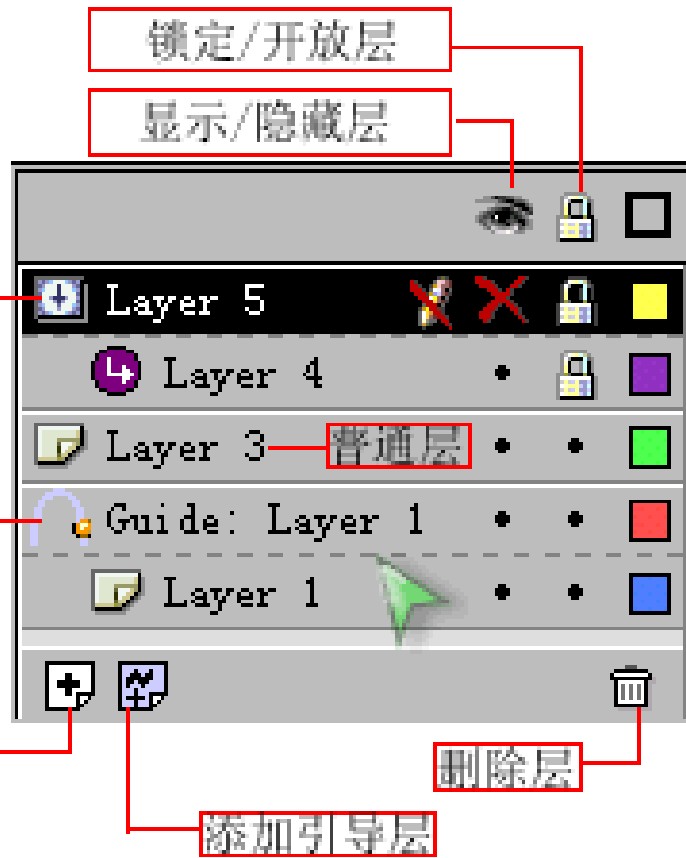 锁定/开放层
显示/隐藏层
Layer 5
Layer 4
Layer 3
普通层
Guide: Layer 1
Layer 1
删除层
添加引导层